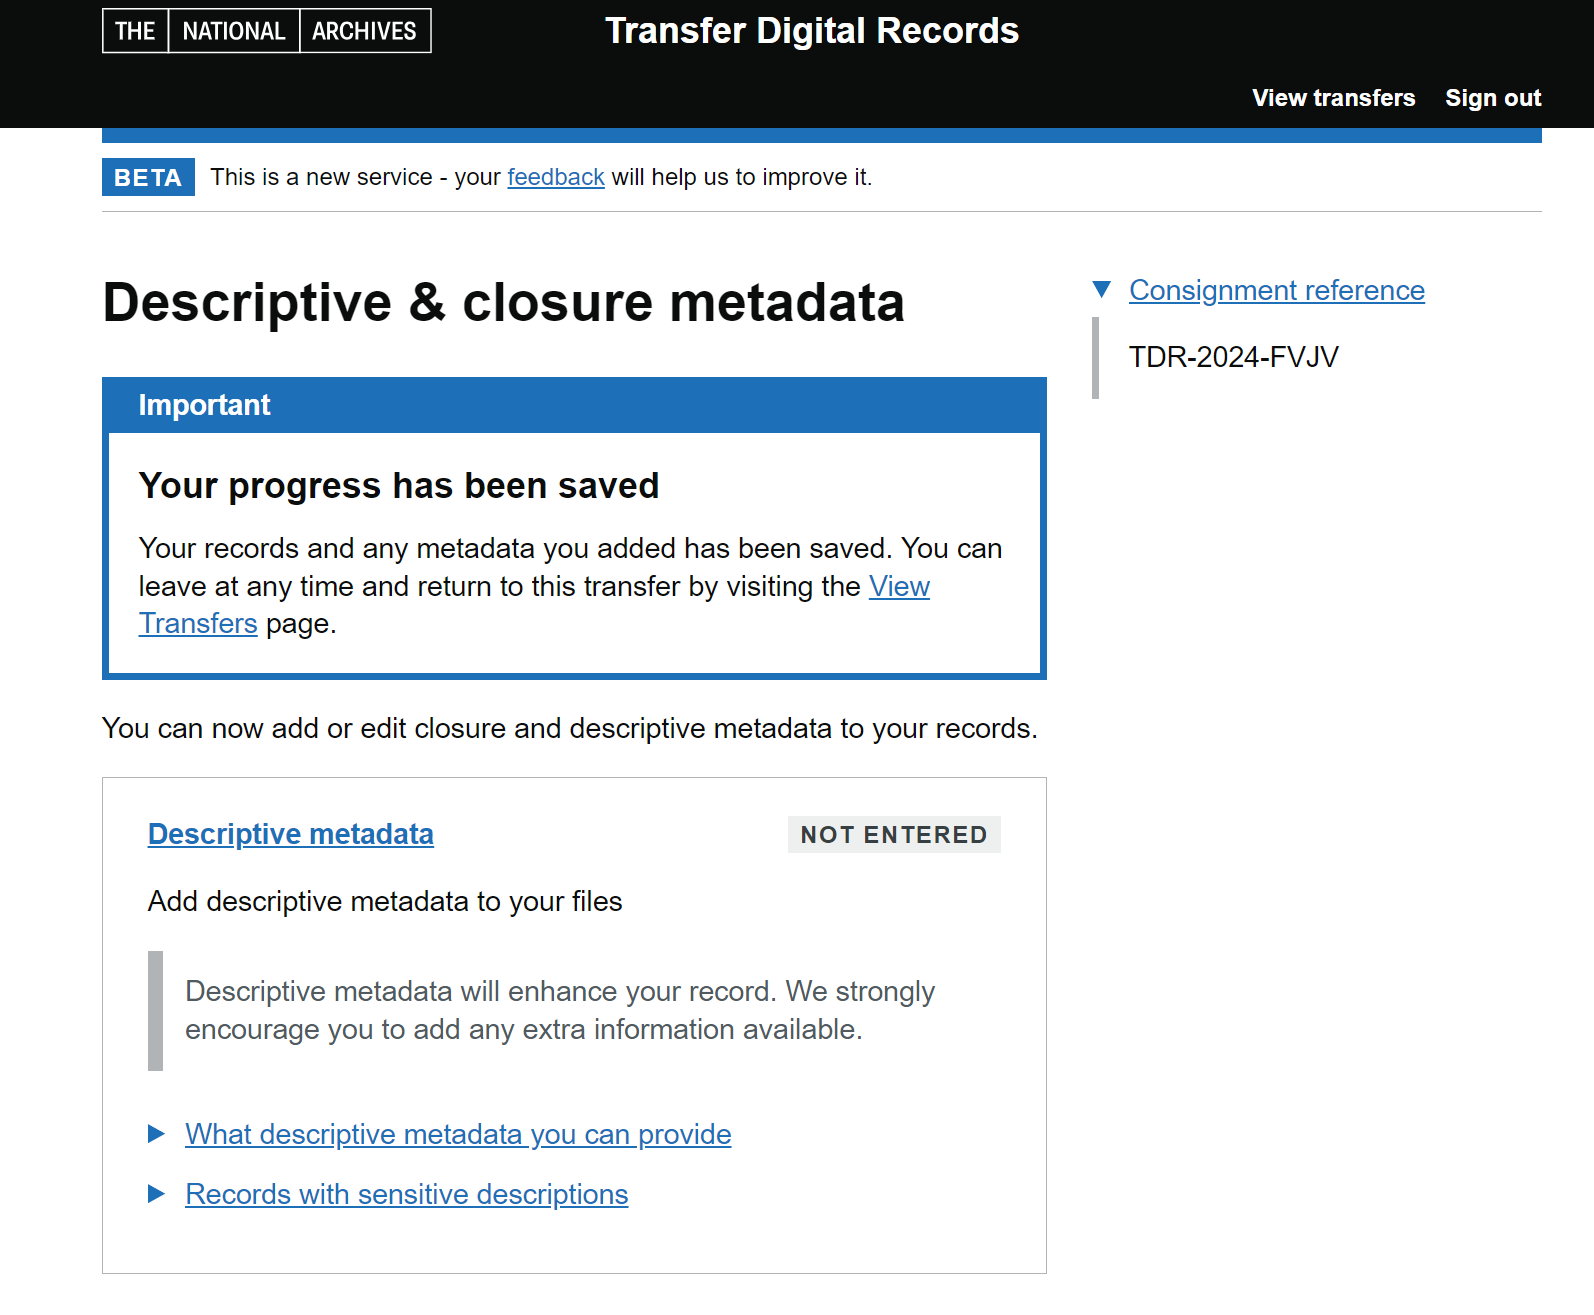 THE NATIONAL ARCHIVES
Transfer Digital Records
View transfers Sign out
BETA This is a new service - your feedback will help us to improve it.
Descriptive & closure metadata
Consignment reference
TDR-2024-FVJV
Important
Your progress has been saved
Your records and any metadata you added has been saved. You can
leave at any time and return to this transfer by visiting the View
Transfers page.
You can now add or edit closure and descriptive metadata to your records.
Descriptive metadata NOT ENTERED
Add descriptive metadata to your files
Descriptive metadata will enhance your record. We strongly
encourage you to add any extra information available.
What descriptive metadata you can provide
Records with sensitive descriptions